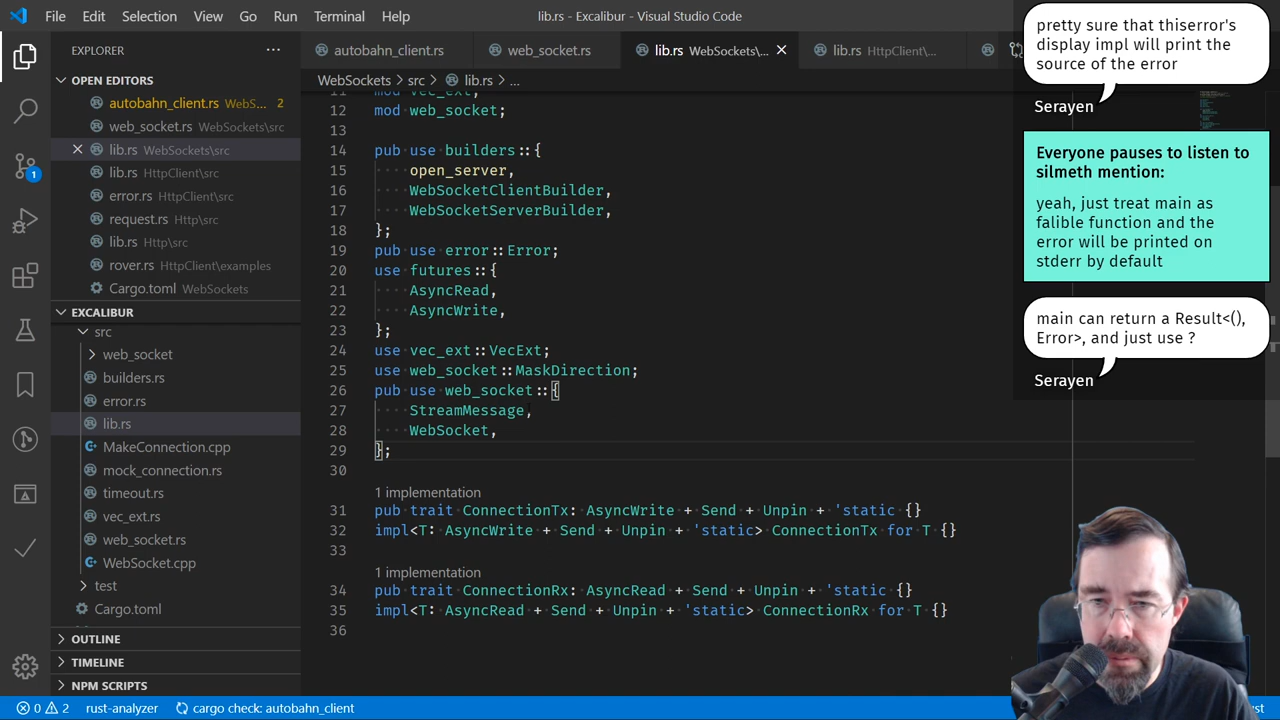 File Edit Selection View Go Run Terminal Help lib.rs - Excalibur - Visual Studio Code
EXPLORER ···
OPEN EDITORS
autobahn_client.rs WebS... 2
web_socket.rs WebSockets\src
lib.rs WebSockets\src
lib.rs HttpClient\src
error.rs HttpClient\src
request.rs Http\src
lib.rs Http\src
rover.rs HttpClient\examples
Cargo.toml WebSockets
EXCALIBUR
src
web_socket
builders.rs
error.rs
lib.rs
MakeConnection.cpp
mock_connection.rs
timeout.rs
vec_ext.rs
web_socket.rs
WebSocket.cpp
test
Cargo.toml
OUTLINE
TIMELINE
NPM SCRIPTS
1
autobahn_client.rs web_socket.rs lib.rs WebSockets\... lib.rs HttpClient\...
WebSockets > src > lib.rs > ...
11 mod vec_ext;
12 mod web_socket;
13
14 pub use builders::{
15 open_server,
16 WebSocketClientBuilder,
17 WebSocketServerBuilder,
18 };
19 pub use error::Error;
20 use futures::{
21 AsyncRead,
22 AsyncWrite,
23 };
24 use vec_ext::VecExt;
25 use web_socket::MaskDirection;
26 pub use web_socket::{
27 StreamMessage,
28 WebSocket,
29 };
30
1 implementation
31 pub trait ConnectionTx: AsyncWrite + Send + Unpin + 'static {}
32 impl<T: AsyncWrite + Send + Unpin + 'static> ConnectionTx for T {}
33
1 implementation
34 pub trait ConnectionRx: AsyncRead + Send + Unpin + 'static {}
35 impl<T: AsyncRead + Send + Unpin + 'static> ConnectionRx for T {}
36
pretty sure that thiserror's
display impl will print the
source of the error
Serayen
Everyone pauses to listen to
silmeth mention:
yeah, just treat main as
falible function and the
error will be printed on
stderr by default
main can return a Result<(),
Error>, and just use ?
Serayen
0 2 rust-analyzer cargo check: autobahn_client